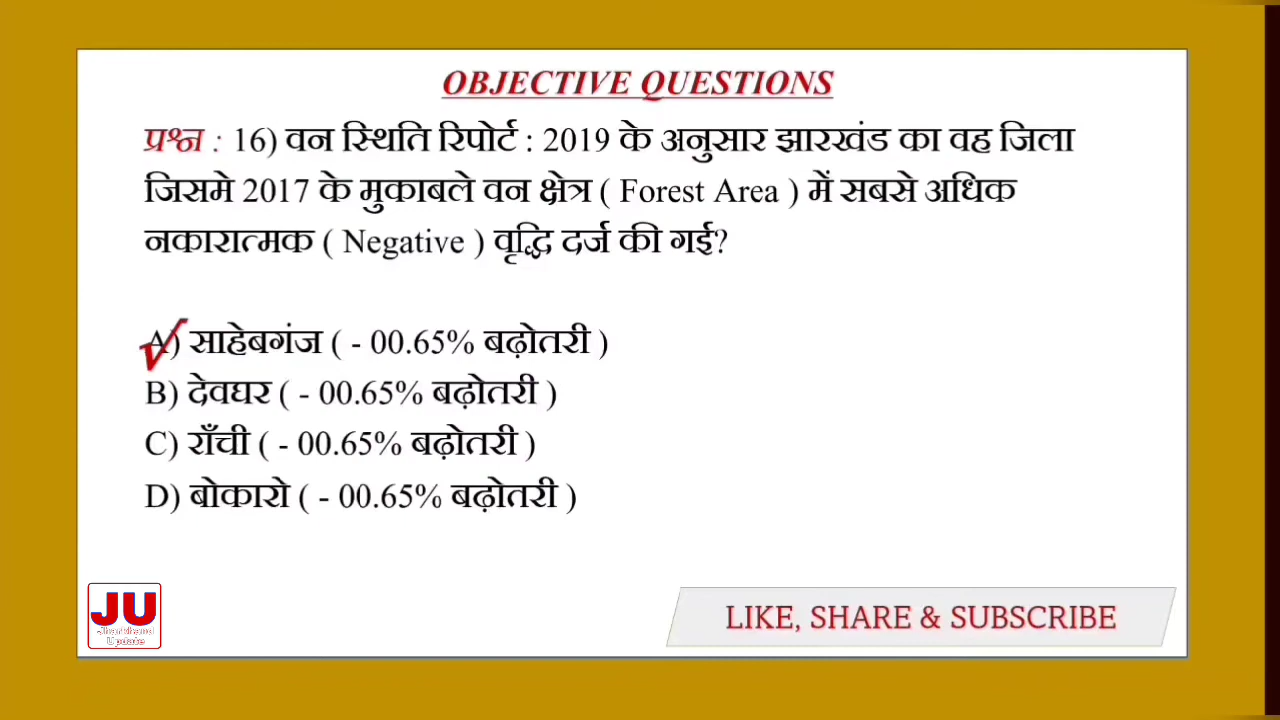 OBJECTIVE QUESTIONS
प्रश्न : 16) वन स्थिति रिपोर्ट : 2019 के अनुसार झारखंड का वह जिला
जिसमे 2017 के मुकाबले वन क्षेत्र ( Forest Area ) में सबसे अधिक
नकारात्मक ( Negative ) वृद्धि दर्ज की गई?
A) साहेबगंज ( - 00.65% बढ़ोतरी )
B) देवघर ( - 00.65% बढ़ोतरी )
C) राँची ( - 00.65% बढ़ोतरी )
D) बोकारो ( - 00.65% बढ़ोतरी )
JU
Jharkhand
Update
LIKE, SHARE & SUBSCRIBE